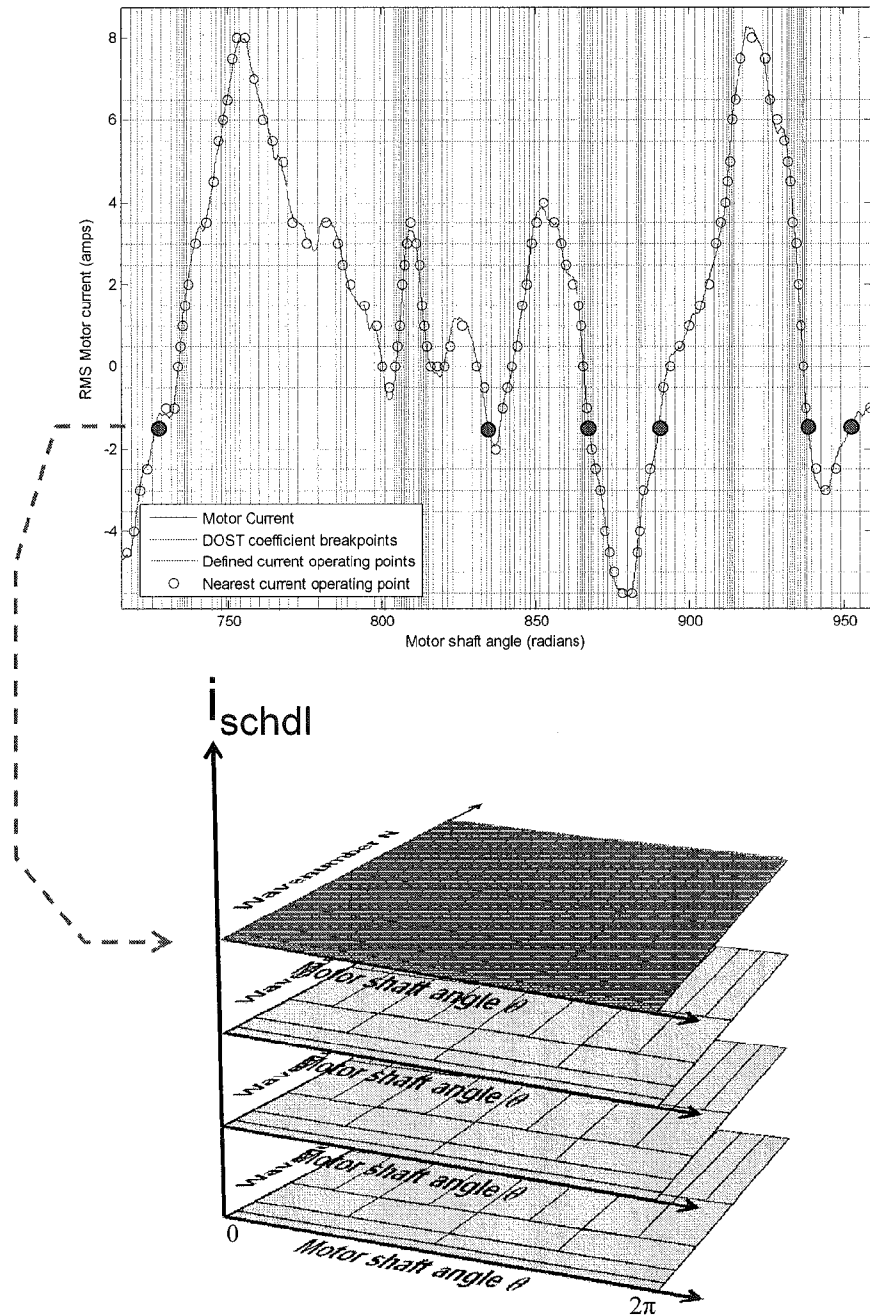 8
6
4
2
0
-2
-4
RMS Motor current (amps)
Motor Current
DOST coefficient breakpoints
Defined current operating points
Nearest current operating point
750
800
850
900
950
Motor shaft angle (radians)
i schdl
Wavenumber N
Motor shaft angle θ
Motor shaft angle θ
Motor shaft angle θ
0
Motor shaft angle θ
2π